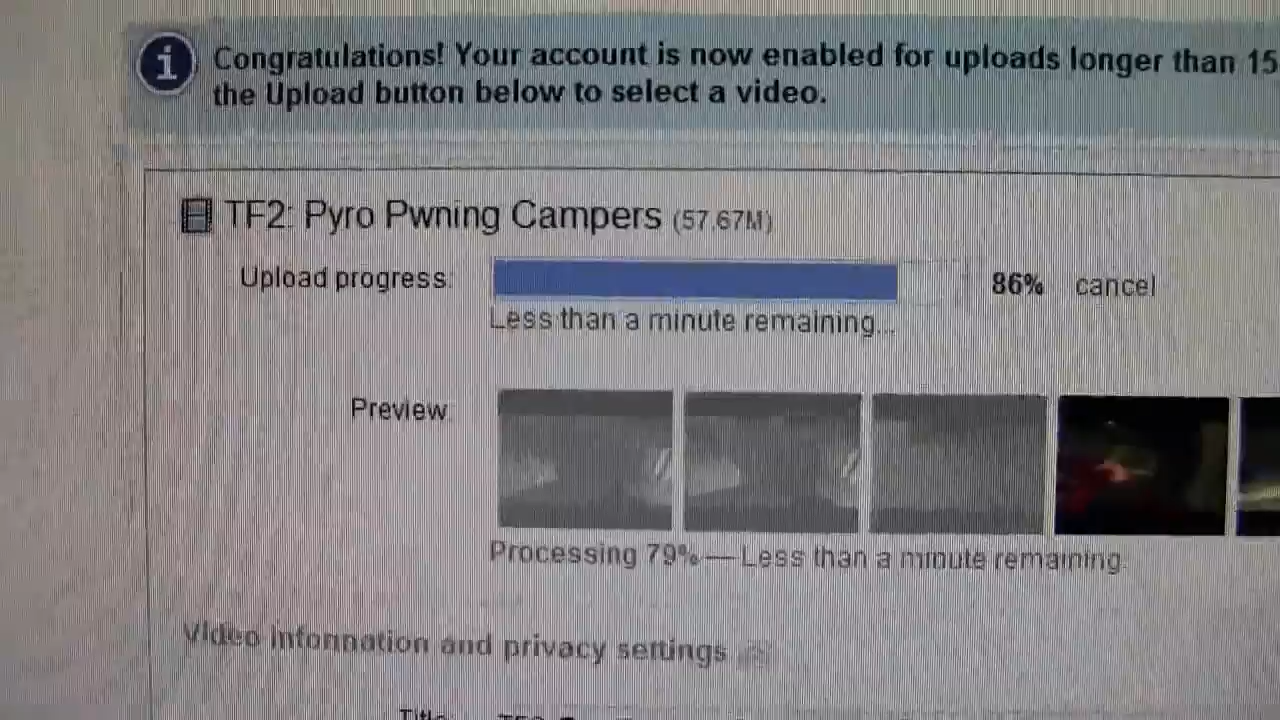 Congratulations! Your account is now enabled for uploads longer than 15
the Upload button below to select a video.
TF2: Pyro Pwning Campers (57.67M)
Upload progress: 86% cancel
Less than a minute remaining...
Preview:
Processing 79% — Less than a minute remaining.
Video information and privacy settings
Title